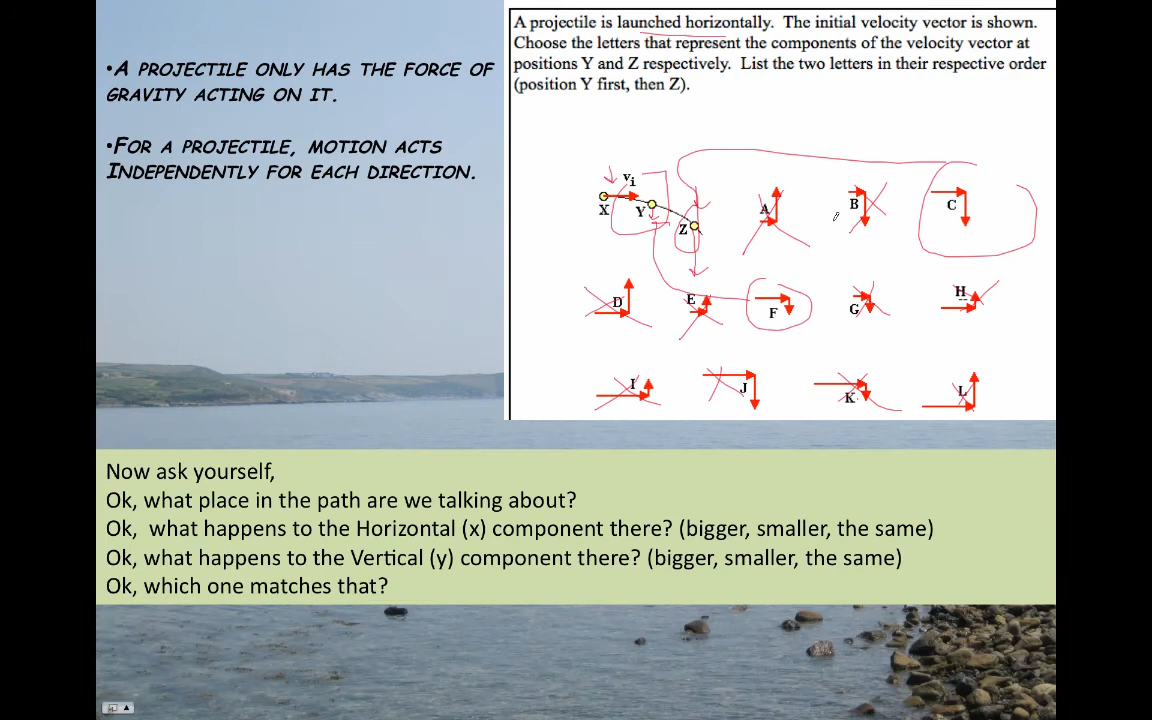 •A PROJECTILE ONLY HAS THE FORCE OF
GRAVITY ACTING ON IT.
•FOR A PROJECTILE, MOTION ACTS
INDEPENDENTLY FOR EACH DIRECTION.
A projectile is launched horizontally. The initial velocity vector is shown.
Choose the letters that represent the components of the velocity vector at
positions Y and Z respectively. List the two letters in their respective order
(position Y first, then Z).
vi
X
Y
Z
A
B
C
D
E
F
G
H
I
J
K
L
Now ask yourself,
Ok, what place in the path are we talking about?
Ok, what happens to the Horizontal (x) component there? (bigger, smaller, the same)
Ok, what happens to the Vertical (y) component there? (bigger, smaller, the same)
Ok, which one matches that?